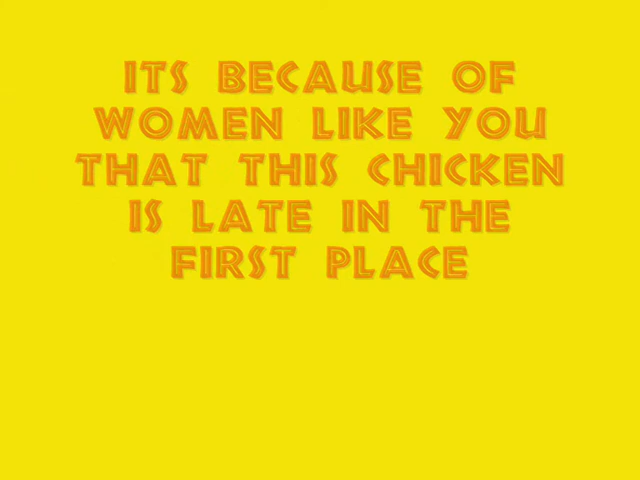 ITS BECAUSE OF
WOMEN LIKE YOU
THAT THIS CHICKEN
IS LATE IN THE
FIRST PLACE